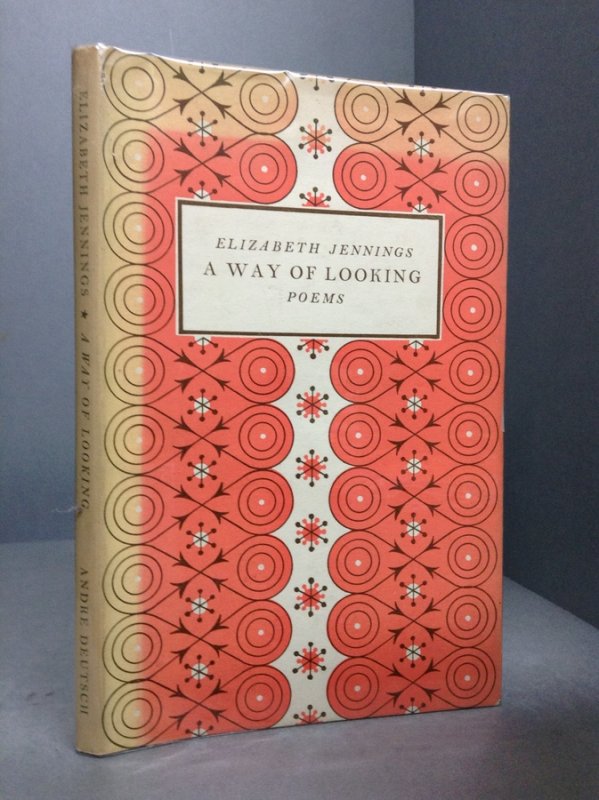 ELIZABETH JENNINGS
A WAY OF LOOKING
POEMS
ELIZABETH JENNINGS ★ A WAY OF LOOKING ANDRE DEUTSCH